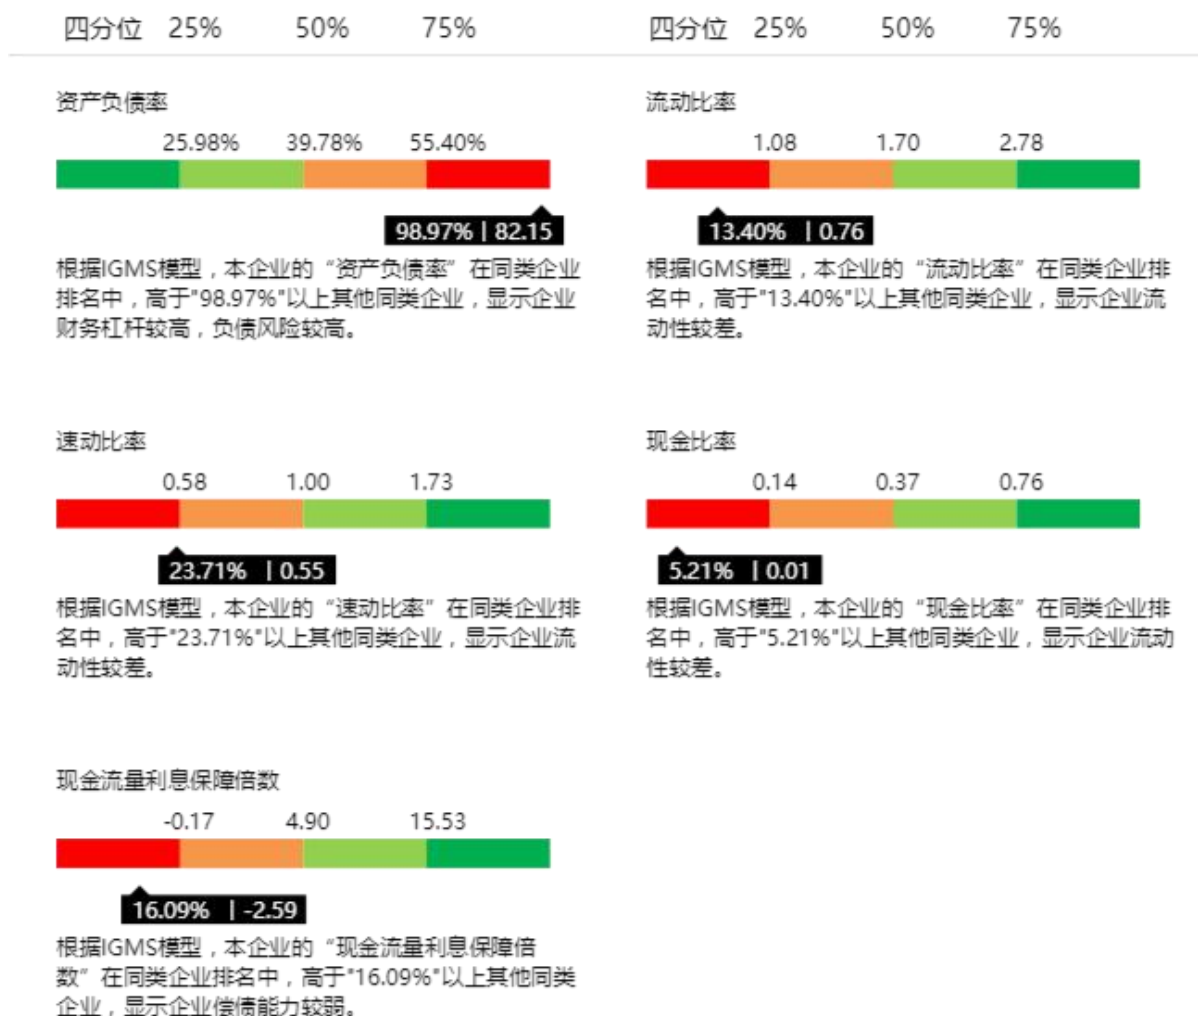 四分位 25% 50% 75%
四分位 25% 50% 75%
资产负债率
25.98% 39.78% 55.40%
98.97% | 82.15
根据IGMS模型，本企业的“资产负债率”在同类企业
排名中，高于"98.97%"以上其他同类企业，显示企业
财务杠杆较高，负债风险较高。
流动比率
1.08 1.70 2.78
13.40% | 0.76
根据IGMS模型，本企业的“流动比率”在同类企业排
名中，高于"13.40%"以上其他同类企业，显示企业流
动性较差。
速动比率
0.58 1.00 1.73
23.71% | 0.55
根据IGMS模型，本企业的“速动比率”在同类企业排
名中，高于"23.71%"以上其他同类企业，显示企业流
动性较差。
现金比率
0.14 0.37 0.76
5.21% | 0.01
根据IGMS模型，本企业的“现金比率”在同类企业排
名中，高于"5.21%"以上其他同类企业，显示企业流动
性较差。
现金流量利息保障倍数
-0.17 4.90 15.53
16.09% | -2.59
根据IGMS模型，本企业的“现金流量利息保障倍
数”在同类企业排名中，高于"16.09%"以上其他同类
企业，显示企业偿债能力较弱。